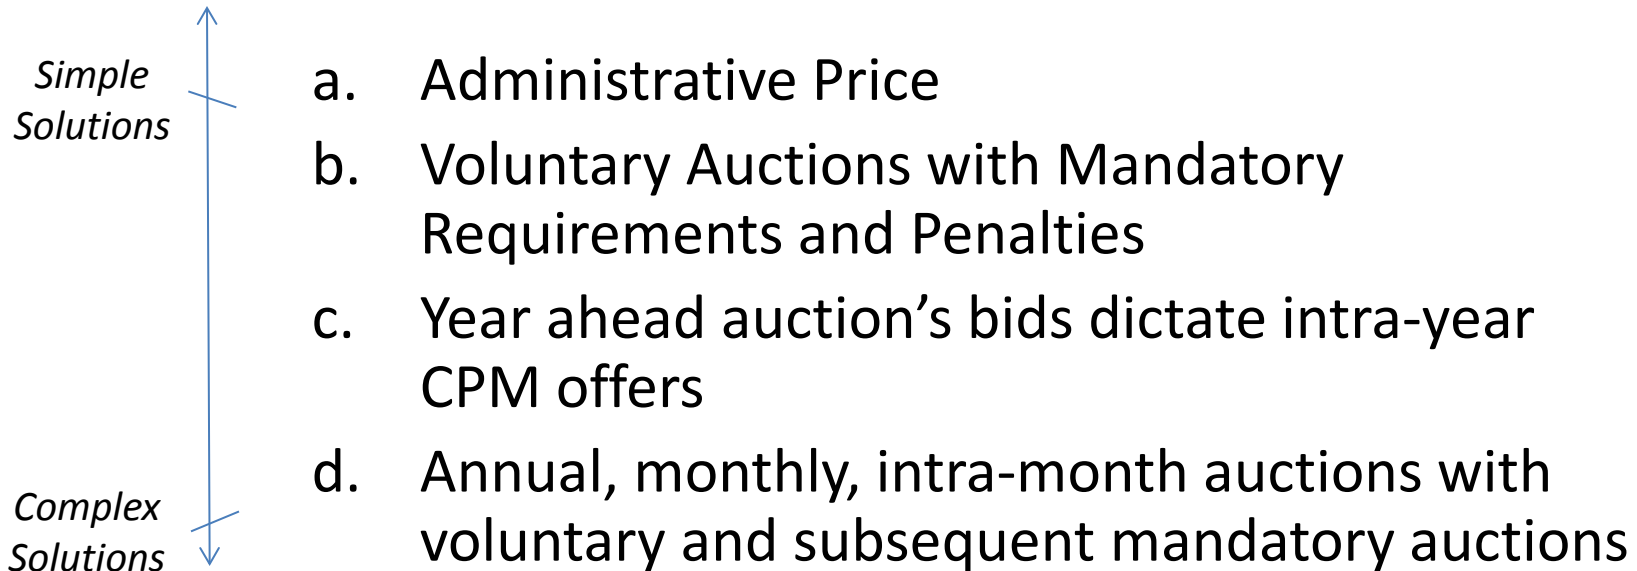 Simple
Solutions
a. Administrative Price
b. Voluntary Auctions with Mandatory
Requirements and Penalties
c. Year ahead auction’s bids dictate intra-year
CPM offers
d. Annual, monthly, intra-month auctions with
voluntary and subsequent mandatory auctions
Complex
Solutions